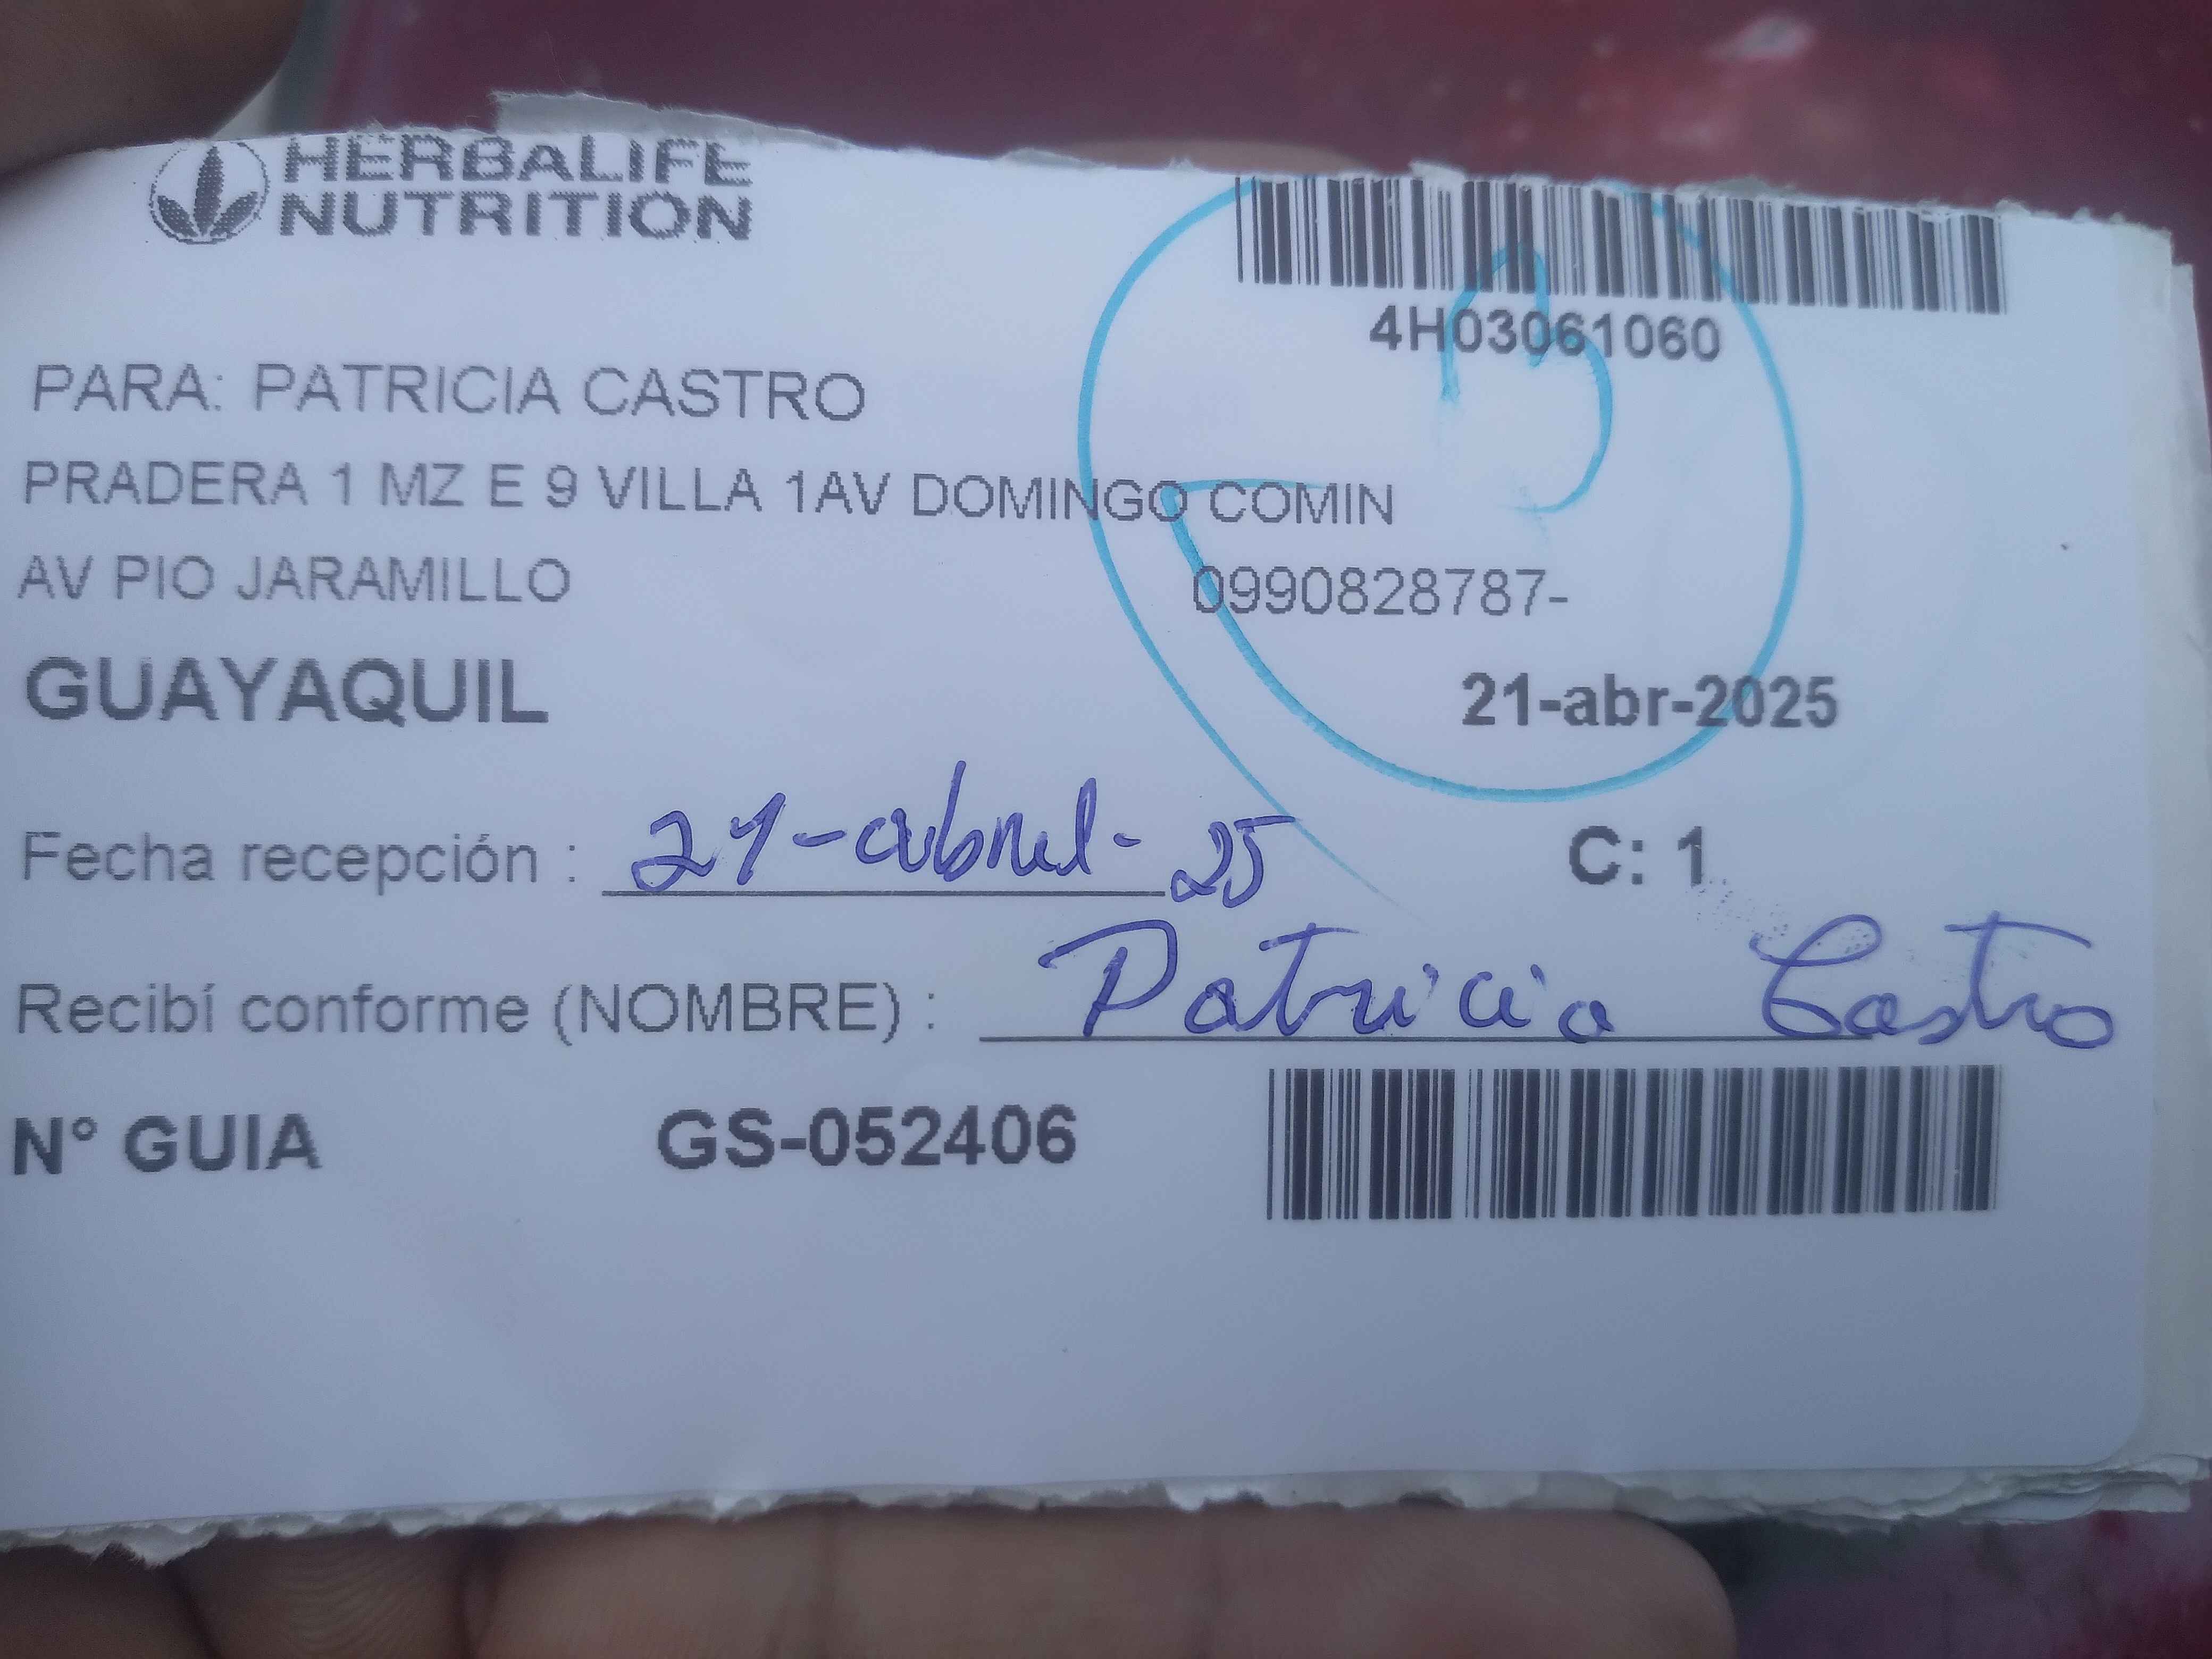 HERBALIFE
NUTRITION
4H03061060
PARA: PATRICIA CASTRO
PRADERA 1 MZ E 9 VILLA 1AV DOMINGO COMIN
AV PIO JARAMILLO 0990828787-
GUAYAQUIL 21-abr-2025
Fecha recepción : 21-abril-25 C: 1
Recibí conforme (NOMBRE) : Patricia Castro
N° GUIA GS-052406